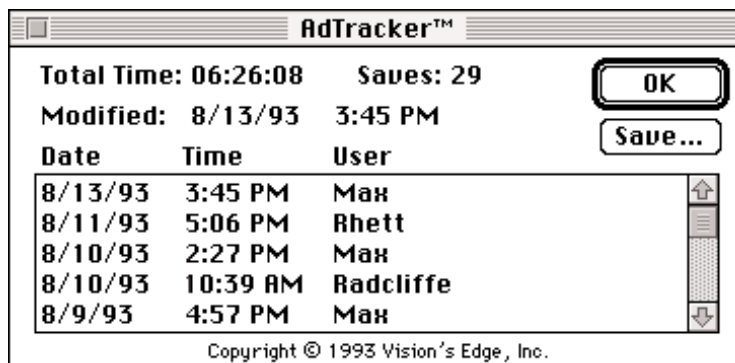 AdTracker™
Total Time: 06:26:08 Saves: 29
OK
Modified: 8/13/93 3:45 PM
Save...
Date Time User
8/13/93 3:45 PM Max
8/11/93 5:06 PM Rhett
8/10/93 2:27 PM Max
8/10/93 10:39 AM Radcliffe
8/9/93 4:57 PM Max
Copyright © 1993 Vision's Edge, Inc.